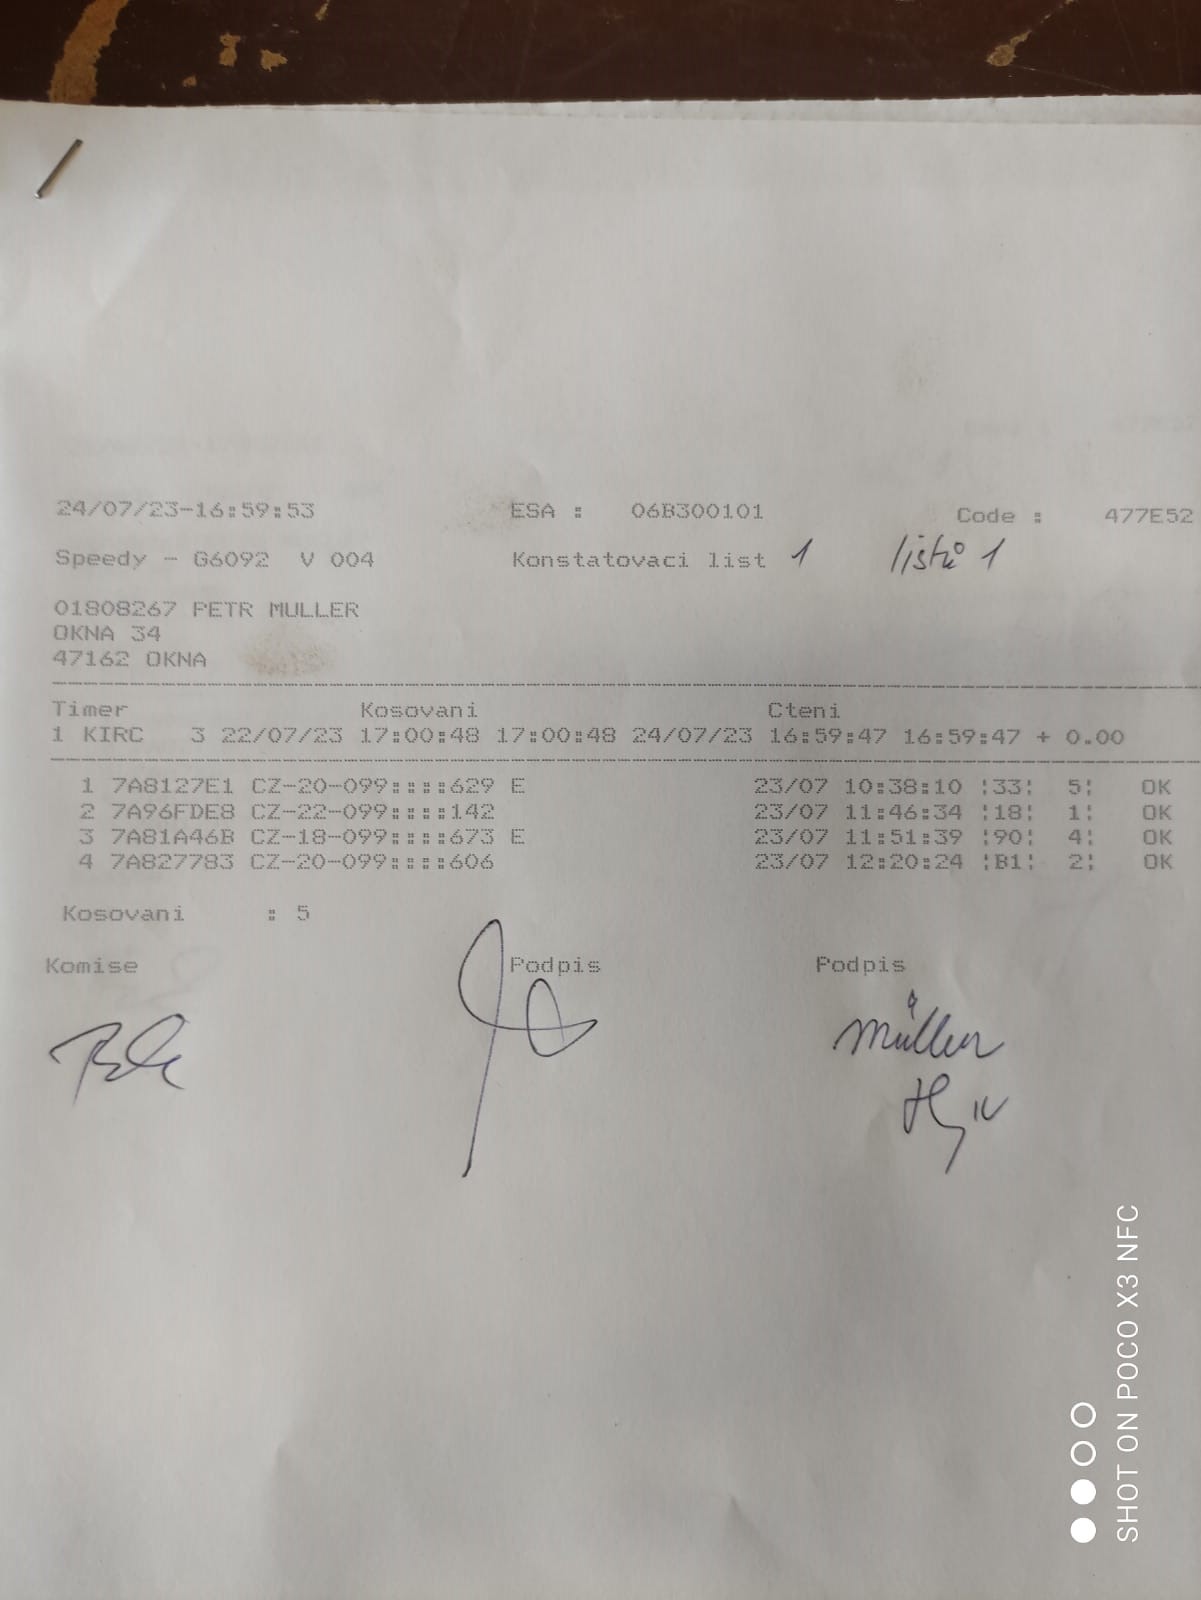 24/07/23-16:59:53 ESA : 06B300101 Code : 477E52
Speedy - G6092 V 004 Konstatovaci list 1 listů 1
01808267 PETR MULLER
OKNA 34
47162 OKNA
Timer Kosovani Cteni
1 KIRC 3 22/07/23 17:00:48 17:00:48 24/07/23 16:59:47 16:59:47 + 0.00
1 7A8127E1 CZ-20-099::::629 E 23/07 10:38:10 ¦33¦ 5¦ OK
2 7A96FDE8 CZ-22-099::::142 23/07 11:46:34 ¦18¦ 1¦ OK
3 7A81A46B CZ-18-099::::673 E 23/07 11:51:39 ¦90¦ 4¦ OK
4 7A827783 CZ-20-099::::606 23/07 12:20:24 ¦B1¦ 2¦ OK
Kosovani : 5
Komise Podpis Podpis
Müller
SHOT ON POCO X3 NFC